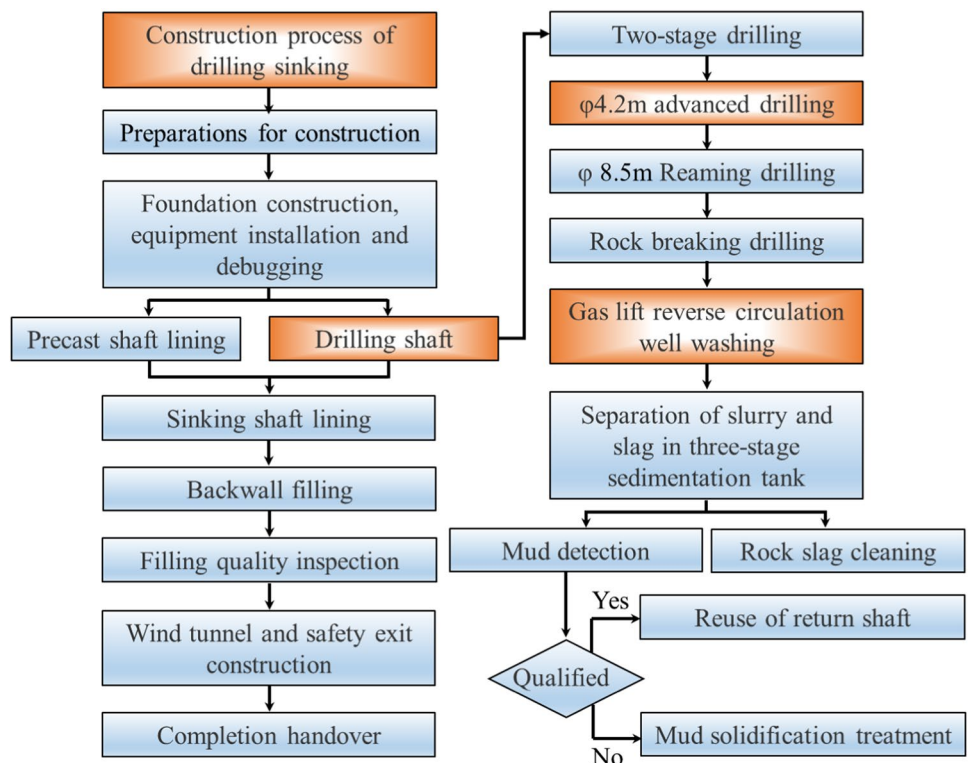 Construction process of
drilling sinking
Preparations for construction
Foundation construction,
equipment installation and
debugging
Precast shaft lining
Drilling shaft
Sinking shaft lining
Backwall filling
Filling quality inspection
Wind tunnel and safety exit
construction
Completion handover
Two-stage drilling
φ4.2m advanced drilling
φ 8.5m Reaming drilling
Rock breaking drilling
Gas lift reverse circulation
well washing
Separation of slurry and
slag in three-stage
sedimentation tank
Mud detection
Rock slag cleaning
Yes
Reuse of return shaft
Qualified
Mud solidification treatment
No